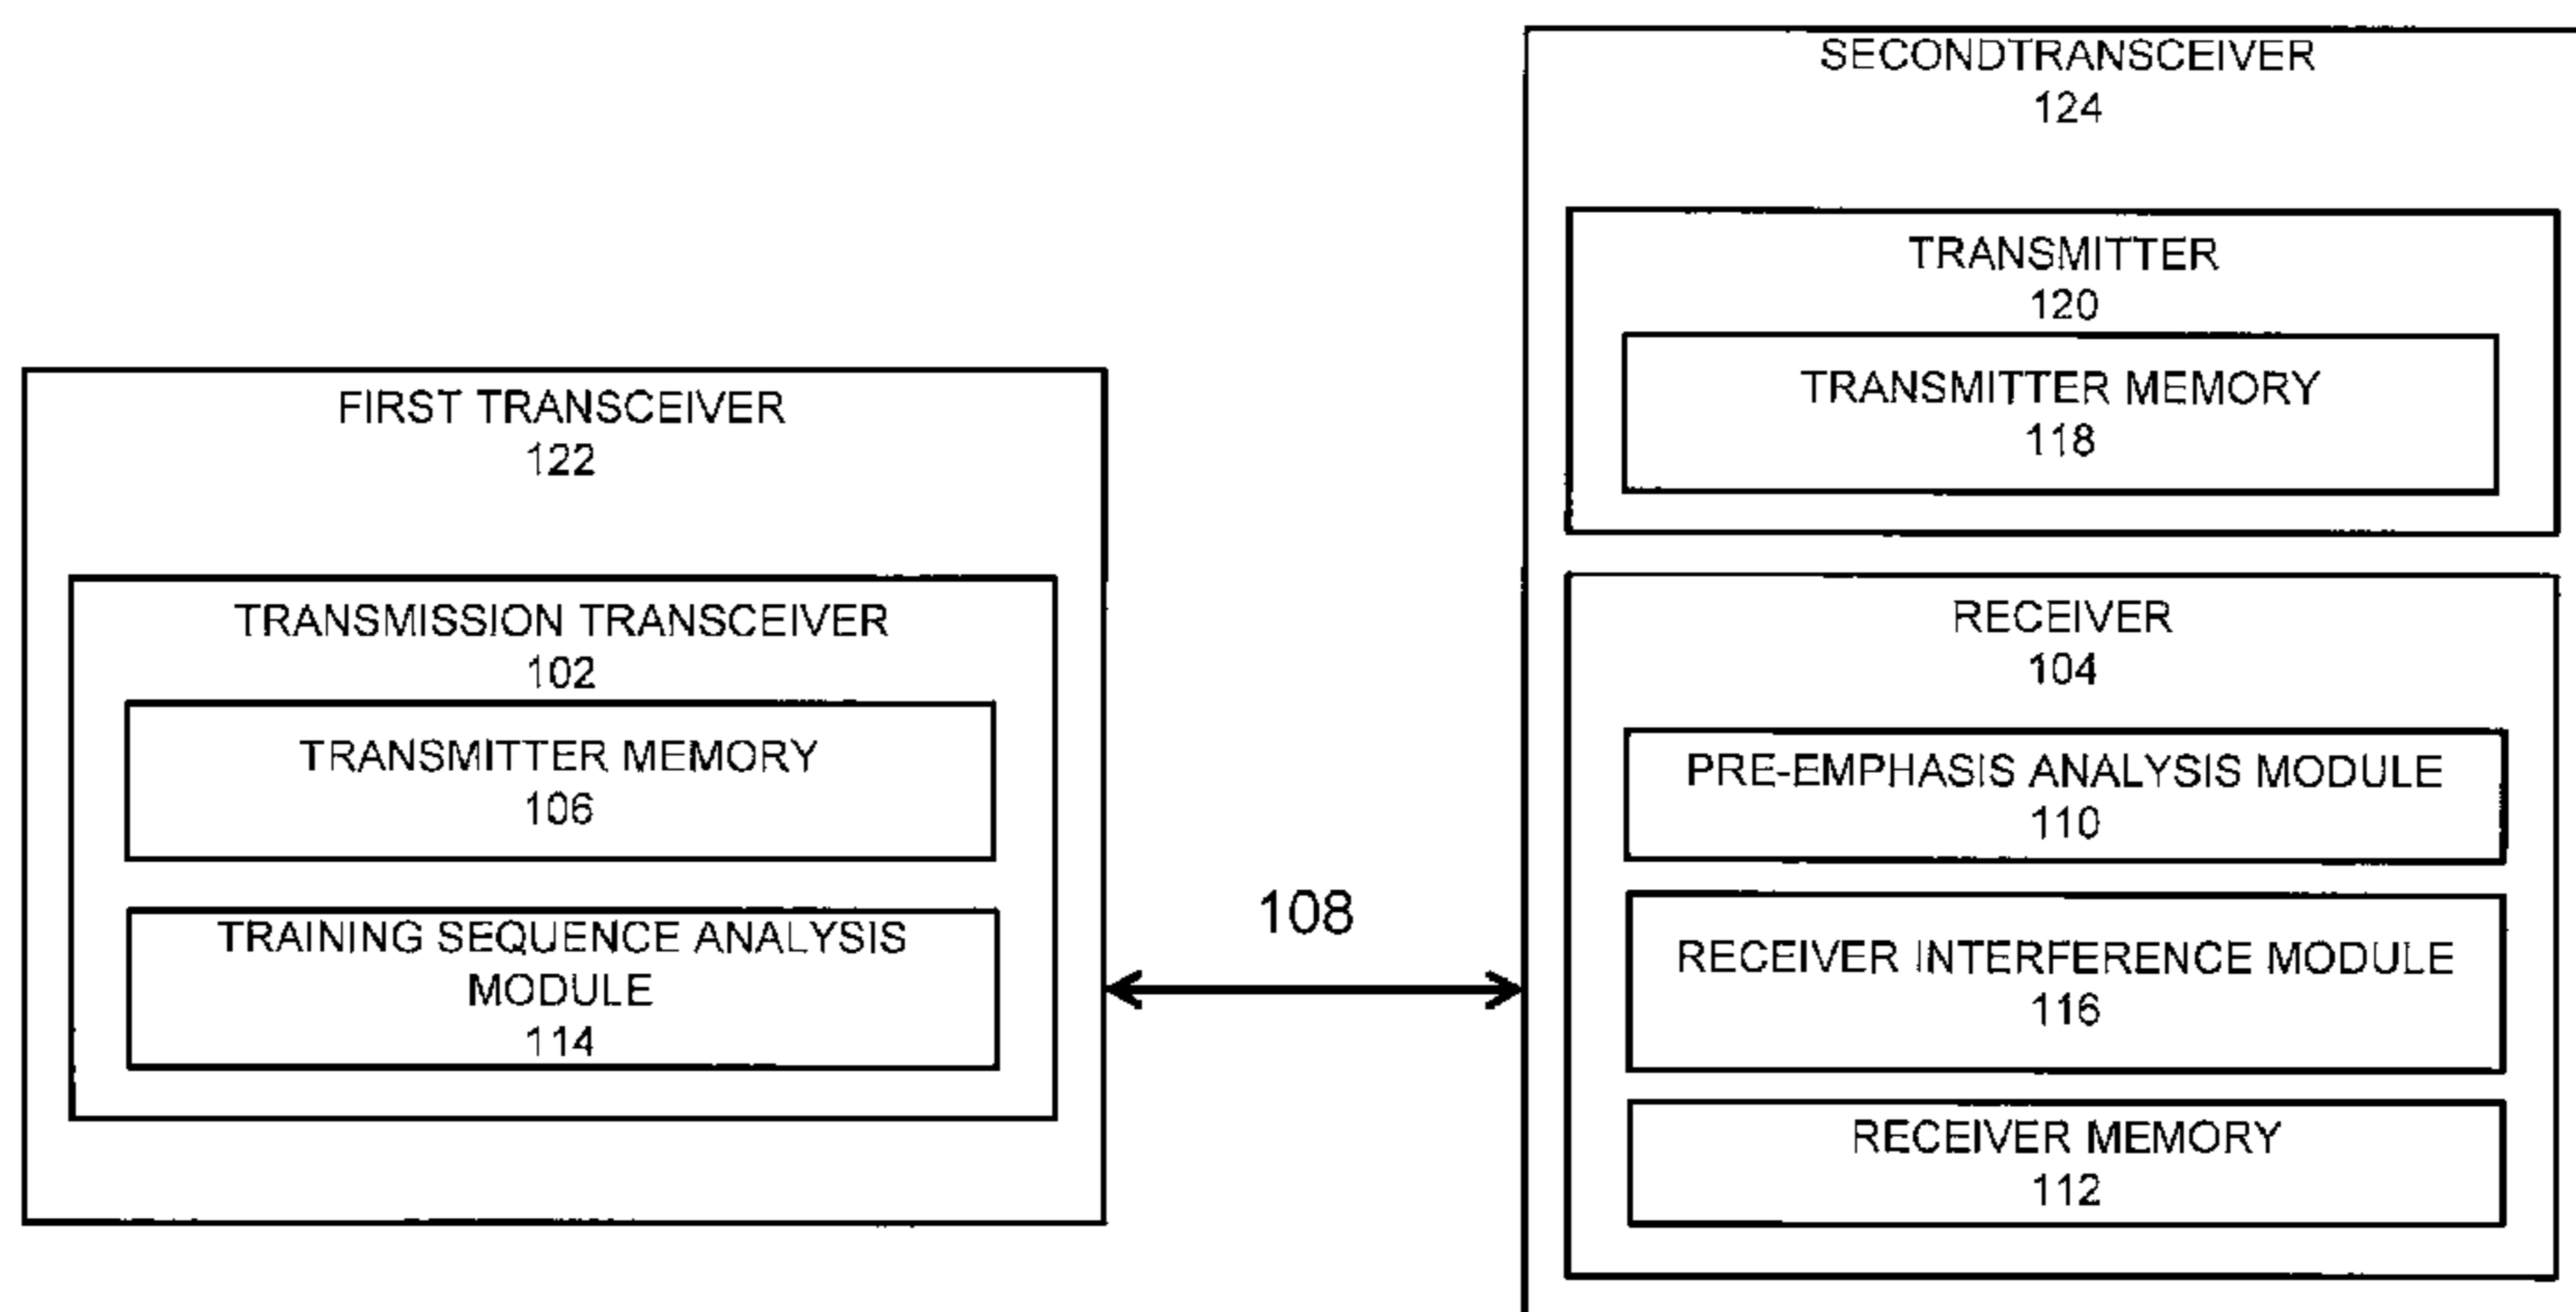 FIRST TRANSCEIVER
122
TRANSMISSION TRANSCEIVER
102
TRANSMITTER MEMORY
106
TRAINING SEQUENCE ANALYSIS
MODULE
114
108
SECONDTRANSCEIVER
124
TRANSMITTER
120
TRANSMITTER MEMORY
118
RECEIVER
104
PRE-EMPHASIS ANALYSIS MODULE
110
RECEIVER INTERFERENCE MODULE
116
RECEIVER MEMORY
112